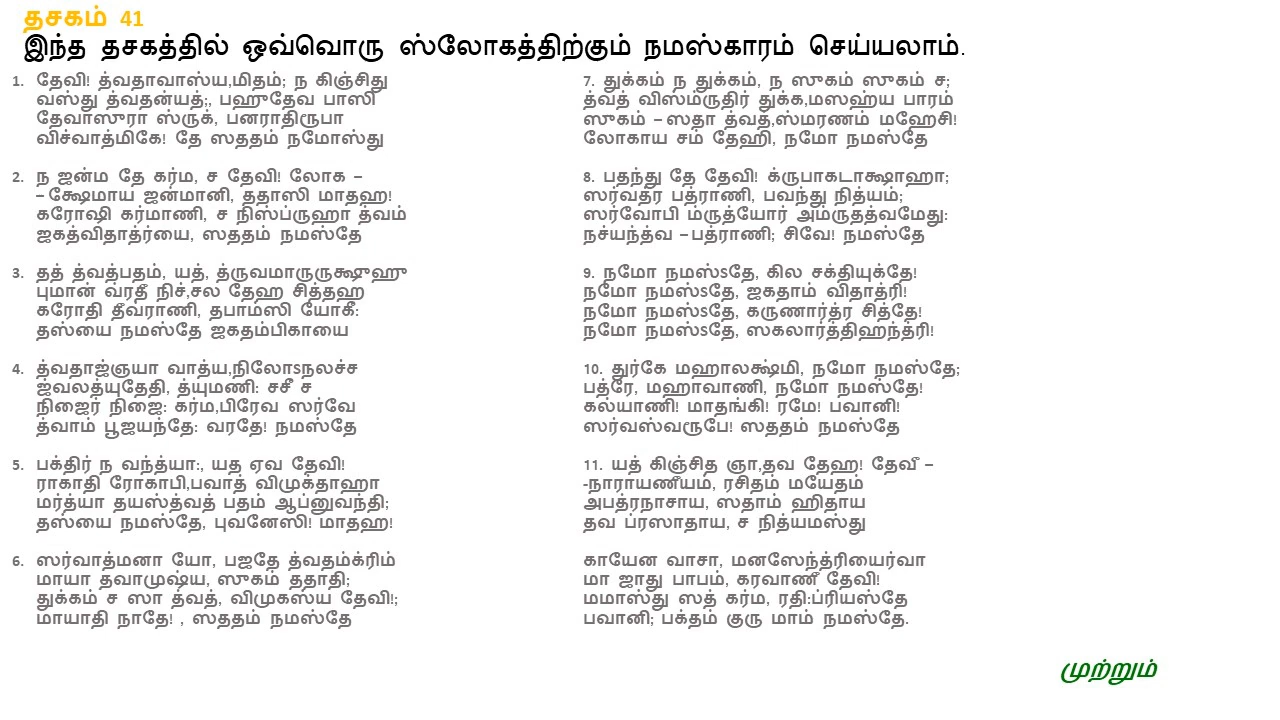 தசகம் 41
இந்த தசகத்தில் ஒவ்வொரு ஸ்லோகத்திற்கும் நமஸ்காரம் செய்யலாம்.
1. தேவி! த்வதாவாஸ்ய,மிதம்; ந கிஞ்சிது
வஸ்து த்வதன்யத்;, பஹுதேவ பாஸி
தேவாஸுரா ஸ்ருக், பனராதிரூபா
விச்வாத்மிகே! தே ஸததம் நமோஸ்து
2. ந ஜன்ம தே கர்ம, ச தேவி! லோக –
– க்ஷேமாய ஜன்மானி, ததாஸி மாதஹ!
கரோஷி கர்மாணி, ச நிஸ்ப்ருஹா த்வம்
ஜகத்விதாத்ர்யை, ஸததம் நமஸ்தே
3. தத் த்வத்பதம், யத், த்ருவமாருருக்ஷுஹு
புமான் வ்ரதீ நிச்,சல தேஹ சித்தஹ
கரோதி தீவ்ராணி, தபாம்ஸி யோகீ:
தஸ்யை நமஸ்தே ஜகதம்பிகாயை
4. த்வதாஜ்ஞயா வாத்ய,நிலோSநலச்ச
ஜ்வலத்யுதேதி, த்யுமணி: சசீ ச
நிஜைர் நிஜை: கர்ம,பிரேவ ஸர்வே
த்வாம் பூஜயந்தே: வரதே! நமஸ்தே
5. பக்திர் ந வந்த்யா:, யத ஏவ தேவி!
ராகாதி ரோகாபி,பவாத் விமுக்தாஹா
மர்த்யா தயஸ்த்வத் பதம் ஆப்னுவந்தி;
தஸ்யை நமஸ்தே, புவனேஸி! மாதஹ!
6. ஸர்வாத்மனா யோ, பஜதே த்வதம்க்ரிம்
மாயா தவாமுஷ்ய, ஸுகம் ததாதி;
துக்கம் ச ஸா த்வத், விமுகஸ்ய தேவி!;
மாயாதி நாதே! , ஸததம் நமஸ்தே
7. துக்கம் ந துக்கம், ந ஸுகம் ஸுகம் ச;
த்வத் விஸ்ம்ருதிர் துக்க,மஸஹ்ய பாரம்
ஸுகம் – ஸதா த்வத்,ஸ்மரணம் மஹேசி!
லோகாய சம் தேஹி, நமோ நமஸ்தே
8. பதந்து தே தேவி! க்ருபாகடாக்ஷாஹா;
ஸர்வத்ர பத்ராணி, பவந்து நித்யம்;
ஸர்வோபி ம்ருத்யோர் அம்ருதத்வமேது:
நச்யந்த்வ – பத்ராணி; சிவே! நமஸ்தே
9. நமோ நமஸ்Sதே, கில சக்தியுக்தே!
நமோ நமஸ்Sதே, ஜகதாம் விதாத்ரி!
நமோ நமஸ்Sதே, கருணார்த்ர சித்தே!
நமோ நமஸ்Sதே, ஸகலார்த்திஹந்த்ரி!
10. துர்கே மஹாலக்ஷ்மி, நமோ நமஸ்தே;
பத்ரே, மஹாவாணி, நமோ நமஸ்தே!
கல்யாணி! மாதங்கி! ரமே! பவானி!
ஸர்வஸ்வரூபே! ஸததம் நமஸ்தே
11. யத் கிஞ்சித ஞா,தவ தேஹ! தேவீ –
-நாராயணீயம், ரசிதம் மயேதம்
அபத்ரநாசாய, ஸதாம் ஹிதாய
தவ ப்ரஸாதாய, ச நித்யமஸ்து
காயேன வாசா, மனஸேந்த்ரியைர்வா
மா ஜாது பாபம், கரவாணீ தேவி!
மமாஸ்து ஸத் கர்ம, ரதி:ப்ரியஸ்தே
பவானி; பக்தம் குரு மாம் நமஸ்தே.
முற்றும்